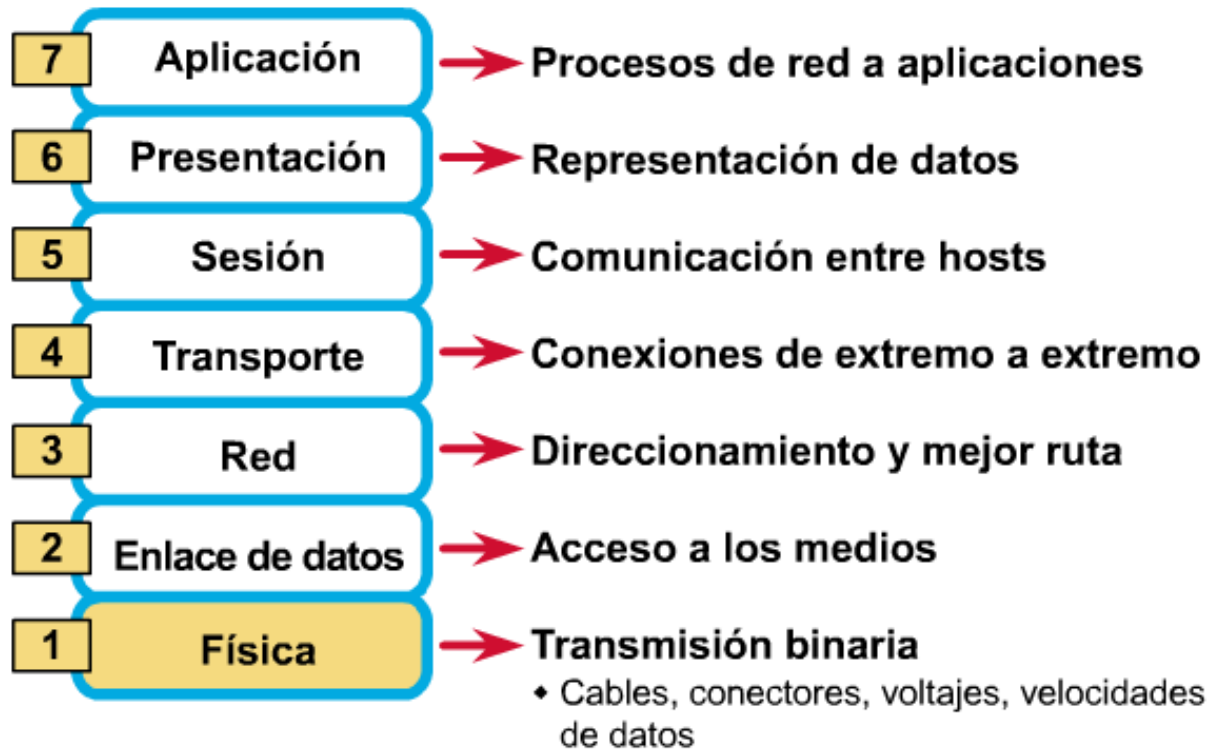 7 Aplicación Procesos de red a aplicaciones
6 Presentación Representación de datos
5 Sesión Comunicación entre hosts
4 Transporte Conexiones de extremo a extremo
3 Red Direccionamiento y mejor ruta
2 Enlace de datos Acceso a los medios
1 Física Transmisión binaria
◆ Cables, conectores, voltajes, velocidades
de datos